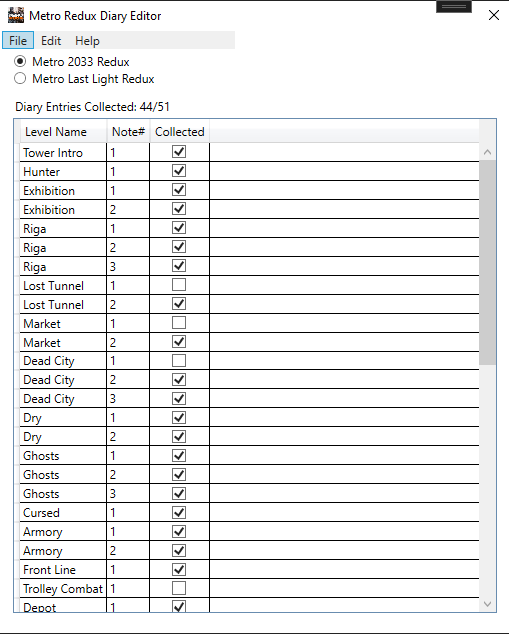 Metro Redux Diary Editor
File Edit Help
Metro 2033 Redux
Metro Last Light Redux
Diary Entries Collected: 44/51
Level Name Note# Collected
Tower Intro 1
Hunter 1
Exhibition 1
Exhibition 2
Riga 1
Riga 2
Riga 3
Lost Tunnel 1
Lost Tunnel 2
Market 1
Market 2
Dead City 1
Dead City 2
Dead City 3
Dry 1
Dry 2
Ghosts 1
Ghosts 2
Ghosts 3
Cursed 1
Armory 1
Armory 2
Front Line 1
Trolley Combat 1
Depot 1